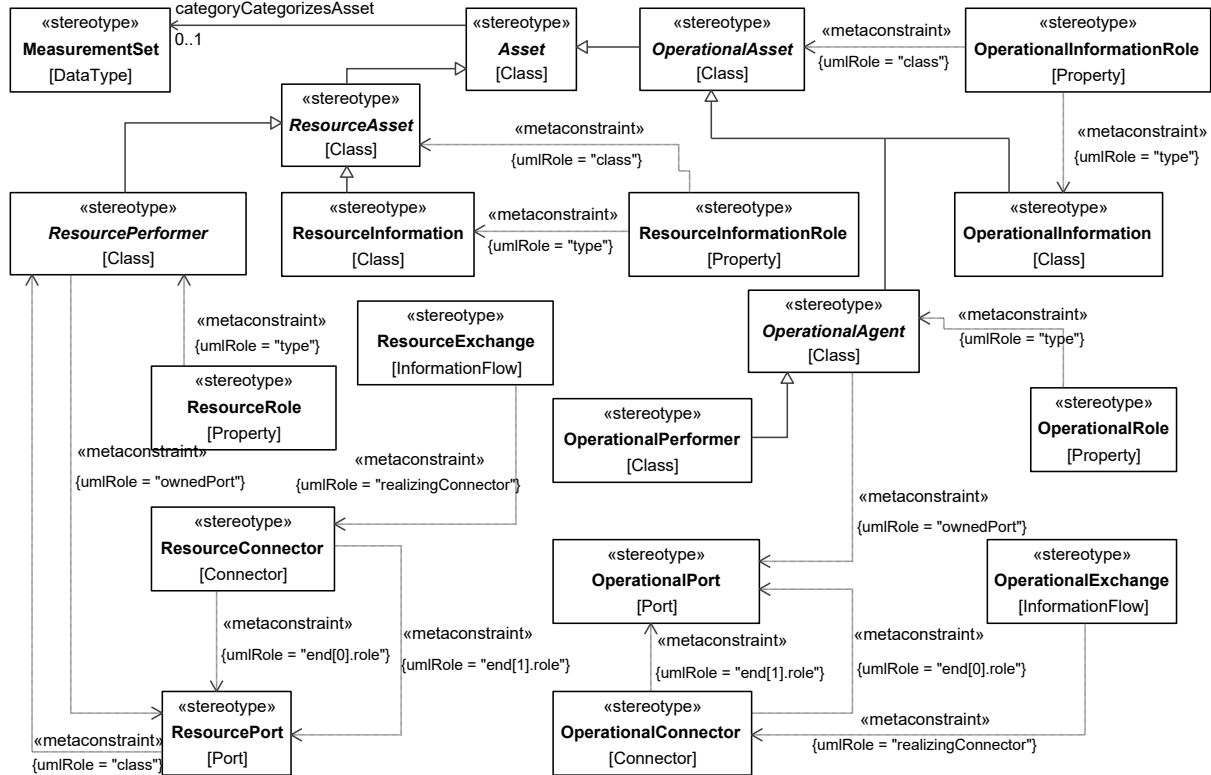 categoryCategorizesAsset
0..1
«stereotype»
MeasurementSet
[DataType]
«stereotype»
Asset
[Class]
«stereotype»
OperationalAsset
[Class]
«metaconstraint»
{umlRole = "class"}
«stereotype»
OperationalInformationRole
[Property]
«stereotype»
ResourceAsset
[Class]
«metaconstraint»
{umlRole = "class"}
«metaconstraint»
{umlRole = "type"}
«stereotype»
ResourcePerformer
[Class]
«stereotype»
ResourceInformation
[Class]
«metaconstraint»
{umlRole = "type"}
«stereotype»
ResourceInformationRole
[Property]
«stereotype»
OperationalInformation
[Class]
«metaconstraint»
{umlRole = "type"}
«stereotype»
ResourceExchange
[InformationFlow]
«stereotype»
OperationalAgent
[Class]
«metaconstraint»
{umlRole = "type"}
«stereotype»
ResourceRole
[Property]
«stereotype»
OperationalPerformer
[Class]
«stereotype»
OperationalRole
[Property]
«metaconstraint»
{umlRole = "ownedPort"}
«metaconstraint»
{umlRole = "realizingConnector"}
«metaconstraint»
{umlRole = "ownedPort"}
«stereotype»
ResourceConnector
[Connector]
«stereotype»
OperationalPort
[Port]
«stereotype»
OperationalExchange
[InformationFlow]
«metaconstraint»
{umlRole = "end[0].role"}
«metaconstraint»
{umlRole = "end[1].role"}
«metaconstraint»
{umlRole = "end[1].role"}
«metaconstraint»
{umlRole = "end[0].role"}
«stereotype»
ResourcePort
[Port]
«stereotype»
OperationalConnector
[Connector]
«metaconstraint»
{umlRole = "class"}
«metaconstraint»
{umlRole = "realizingConnector"}